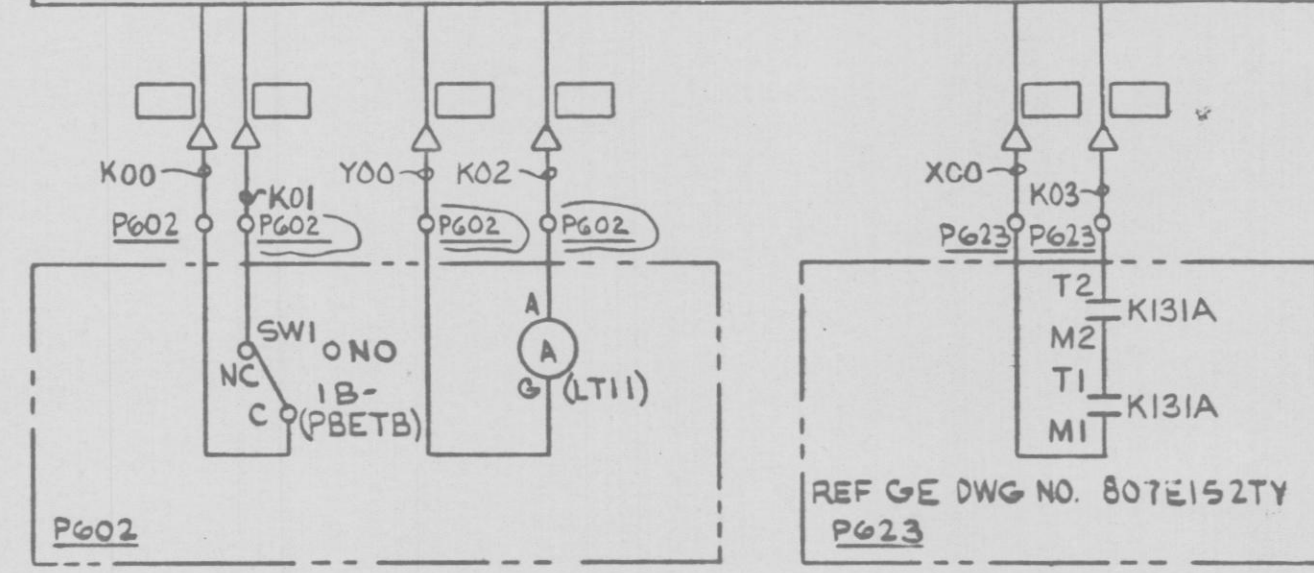 K00
K01
Y00
K02
X00
K03
P602
P602
P602
P602
P623
P623
SW1
NO
NC
1B-
C
(PBETB)
A
A
G
(LT11)
T2
K131A
M2
T1
K131A
M1
REF GE DWG NO. 807E152TY
P602
P623